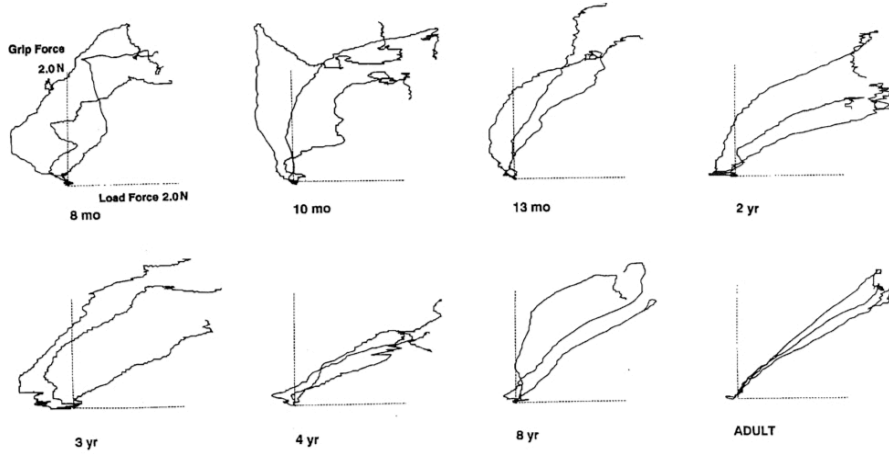 Grip Force
2.0 N
Load Force 2.0 N
8 mo
10 mo
13 mo
2 yr
3 yr
4 yr
8 yr
ADULT